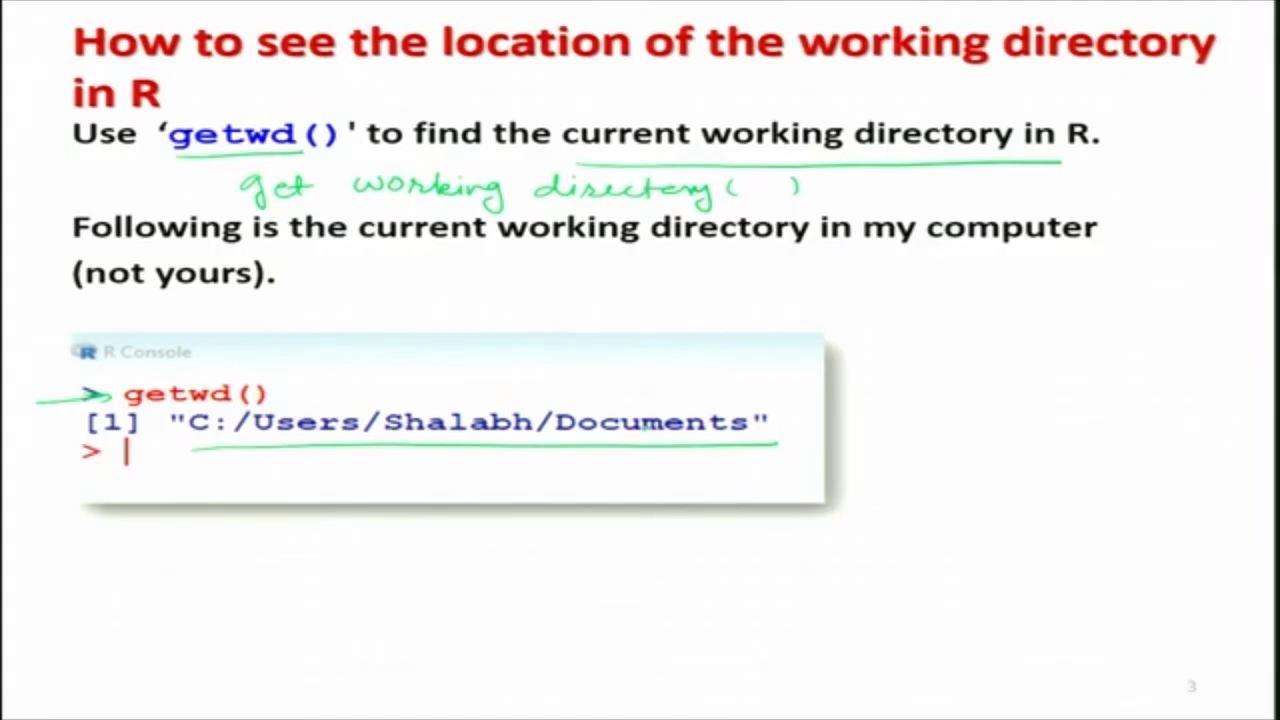 How to see the location of the working directory
in R
Use ‘getwd()' to find the current working directory in R.
get working directory( )
Following is the current working directory in my computer
(not yours).
R R Console
> getwd()
[1] "C:/Users/Shalabh/Documents"
> |
3